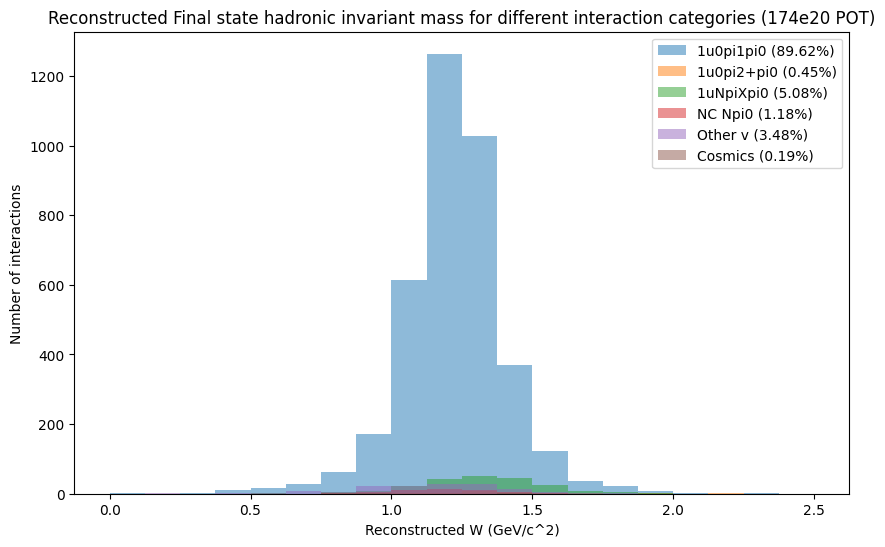 Reconstructed Final state hadronic invariant mass for different interaction categories (174e20 POT)
1u0pi1pi0 (89.62%)
1u0pi2+pi0 (0.45%)
1uNpiXpi0 (5.08%)
NC Npi0 (1.18%)
Other v (3.48%)
Cosmics (0.19%)
Number of interactions
1200
1000
800
600
400
200
0
0.0 0.5 1.0 1.5 2.0 2.5
Reconstructed W (GeV/c^2)